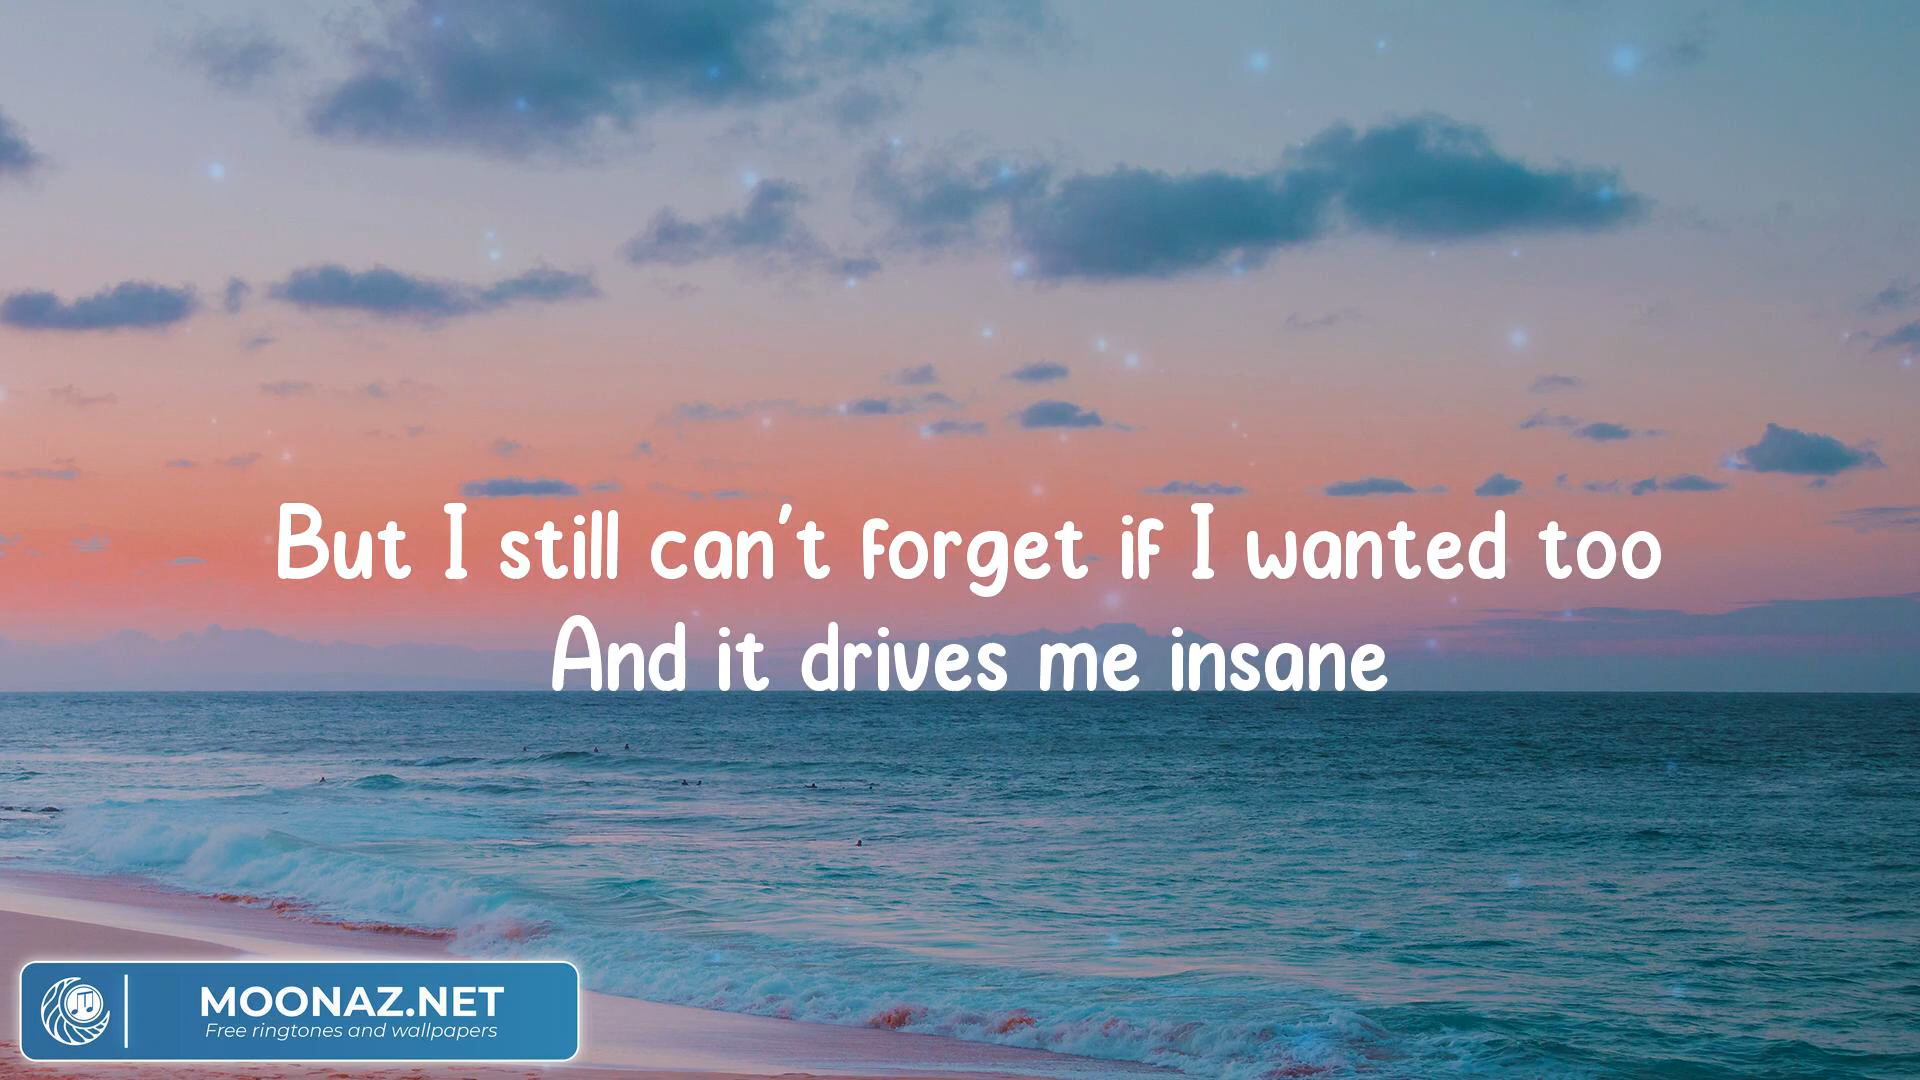 But I still can't forget if I wanted too
And it drives me insane
MOONAZ.NET
Free ringtones and wallpapers